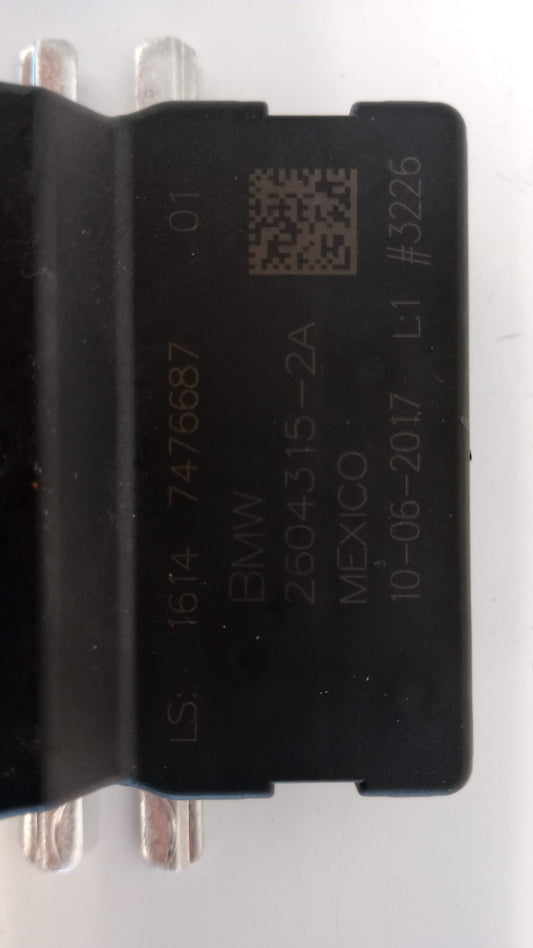 LS: 1614 7476687 01
BMW
2604315-2A
MEXICO
10-06-2017 L:1 #3226